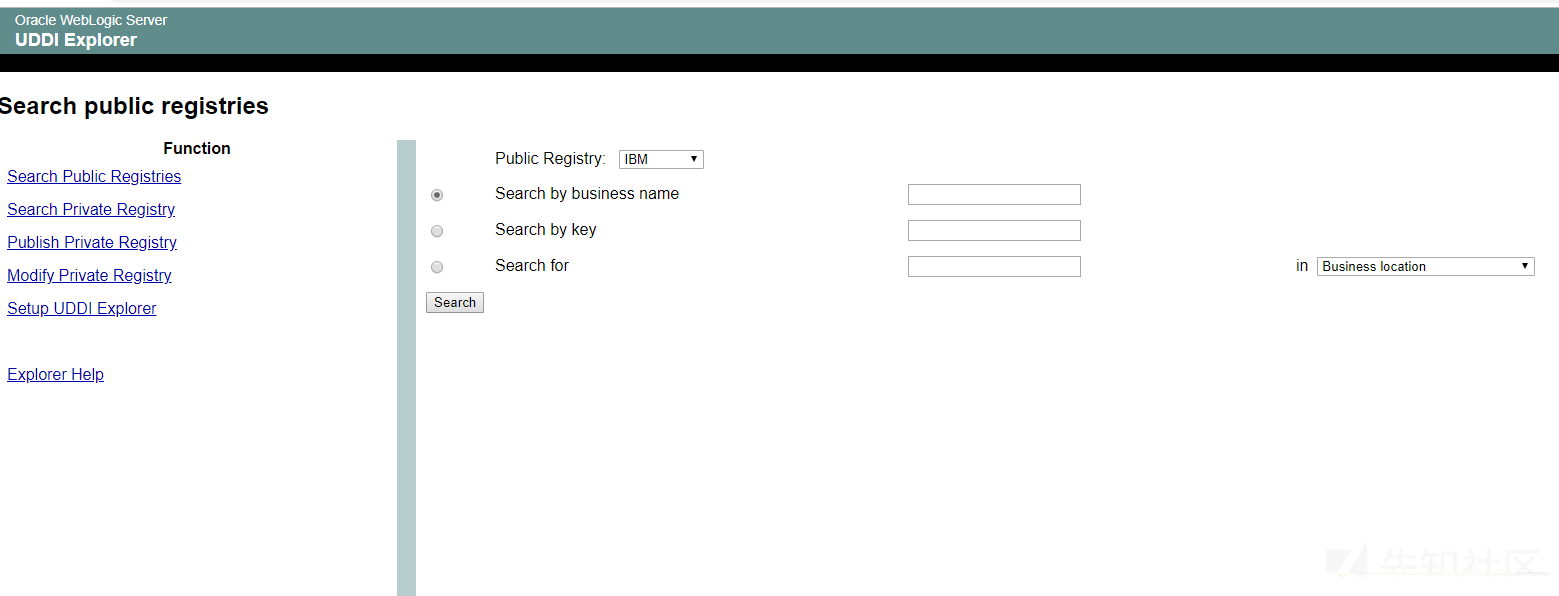 Oracle WebLogic Server
UDDI Explorer
Search public registries
Function
Search Public Registries
Search Private Registry
Publish Private Registry
Modify Private Registry
Setup UDDI Explorer
Explorer Help
Public Registry: IBM
Search by business name
Search by key
Search for in Business location
Search
先知社区